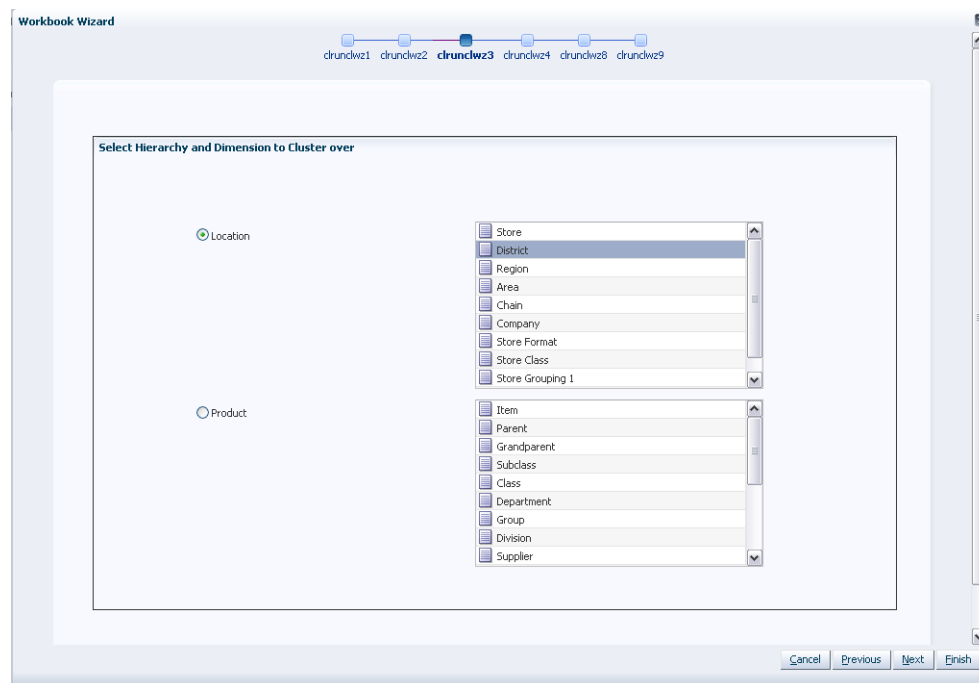 Workbook Wizard
clrunclwz1 clrunclwz2 clrunclwz3 clrunclwz4 clrunclwz8 clrunclwz9
Select Hierarchy and Dimension to Cluster over
Location
Store
District
Region
Area
Chain
Company
Store Format
Store Class
Store Grouping 1
Product
Item
Parent
Grandparent
Subclass
Class
Department
Group
Division
Supplier
Cancel Previous Next Finish